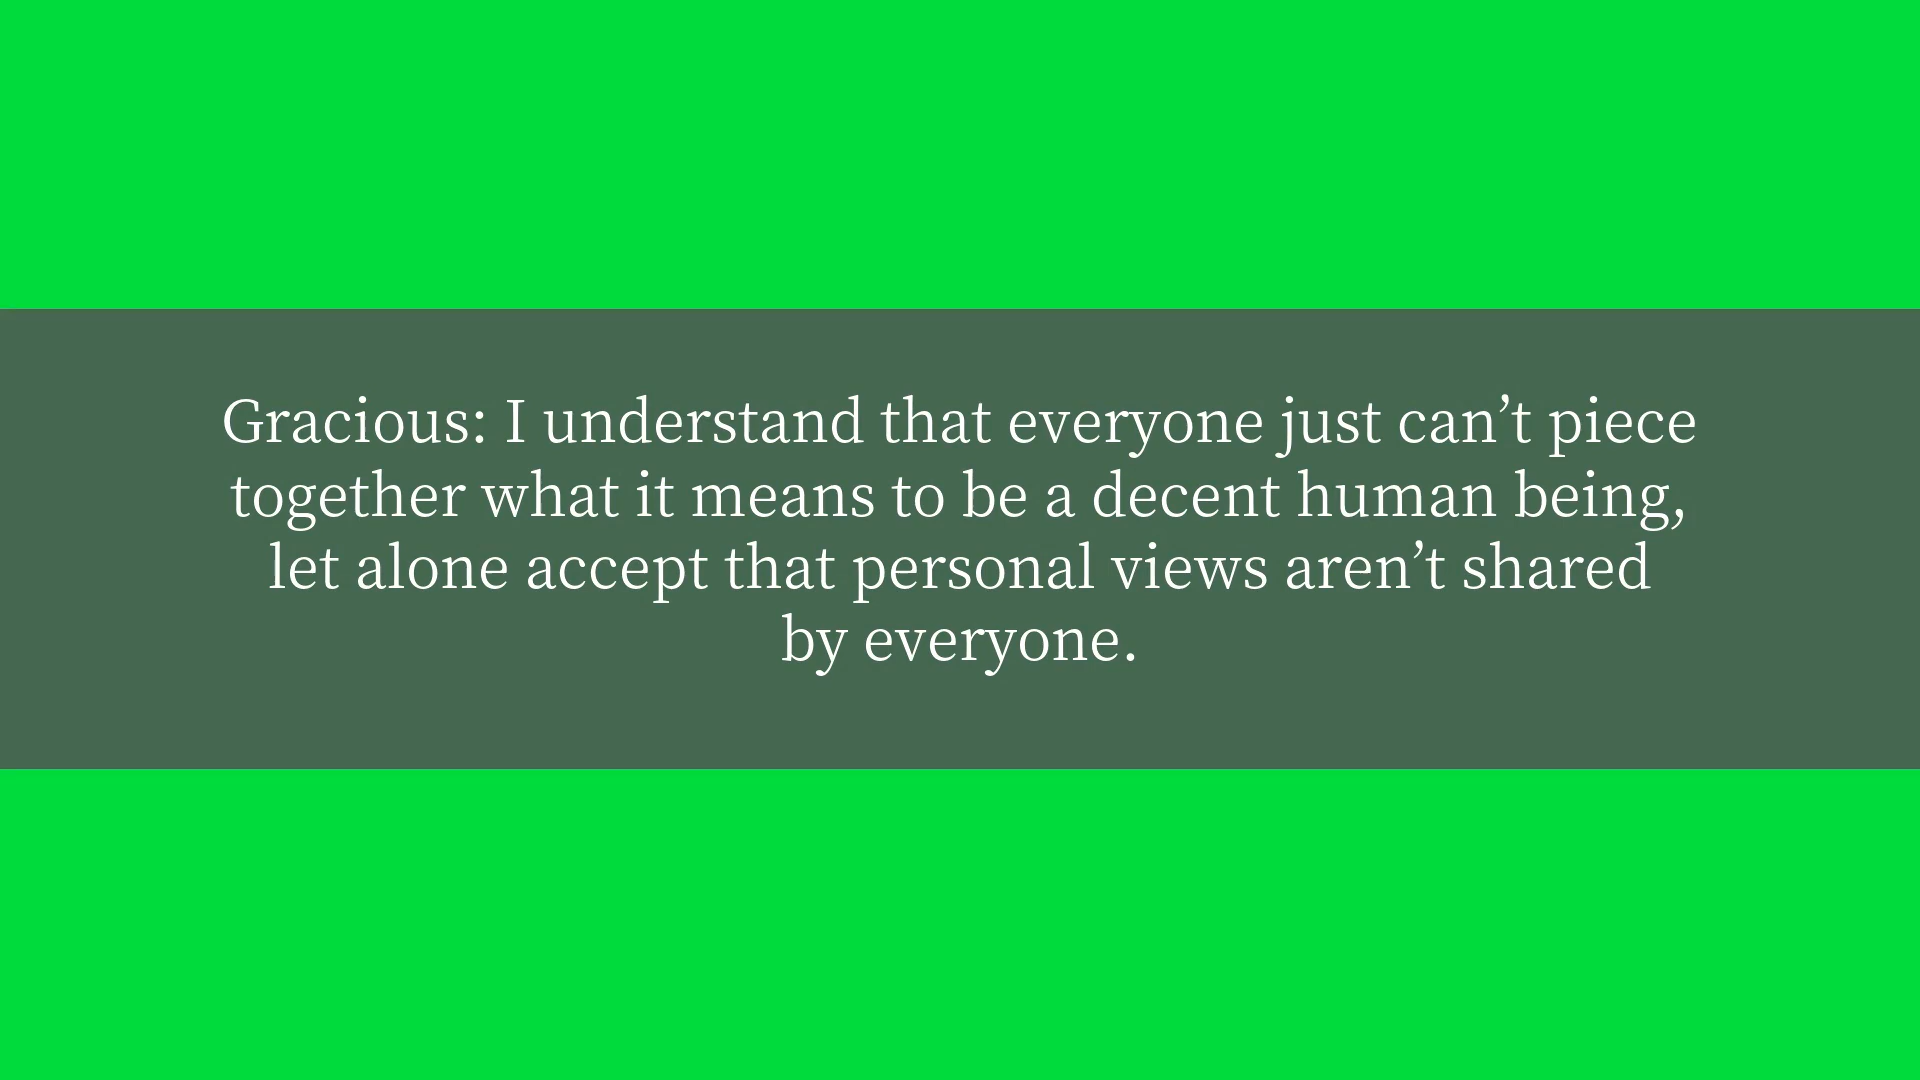 Gracious: I understand that everyone just can’t piece
together what it means to be a decent human being,
let alone accept that personal views aren’t shared
by everyone.